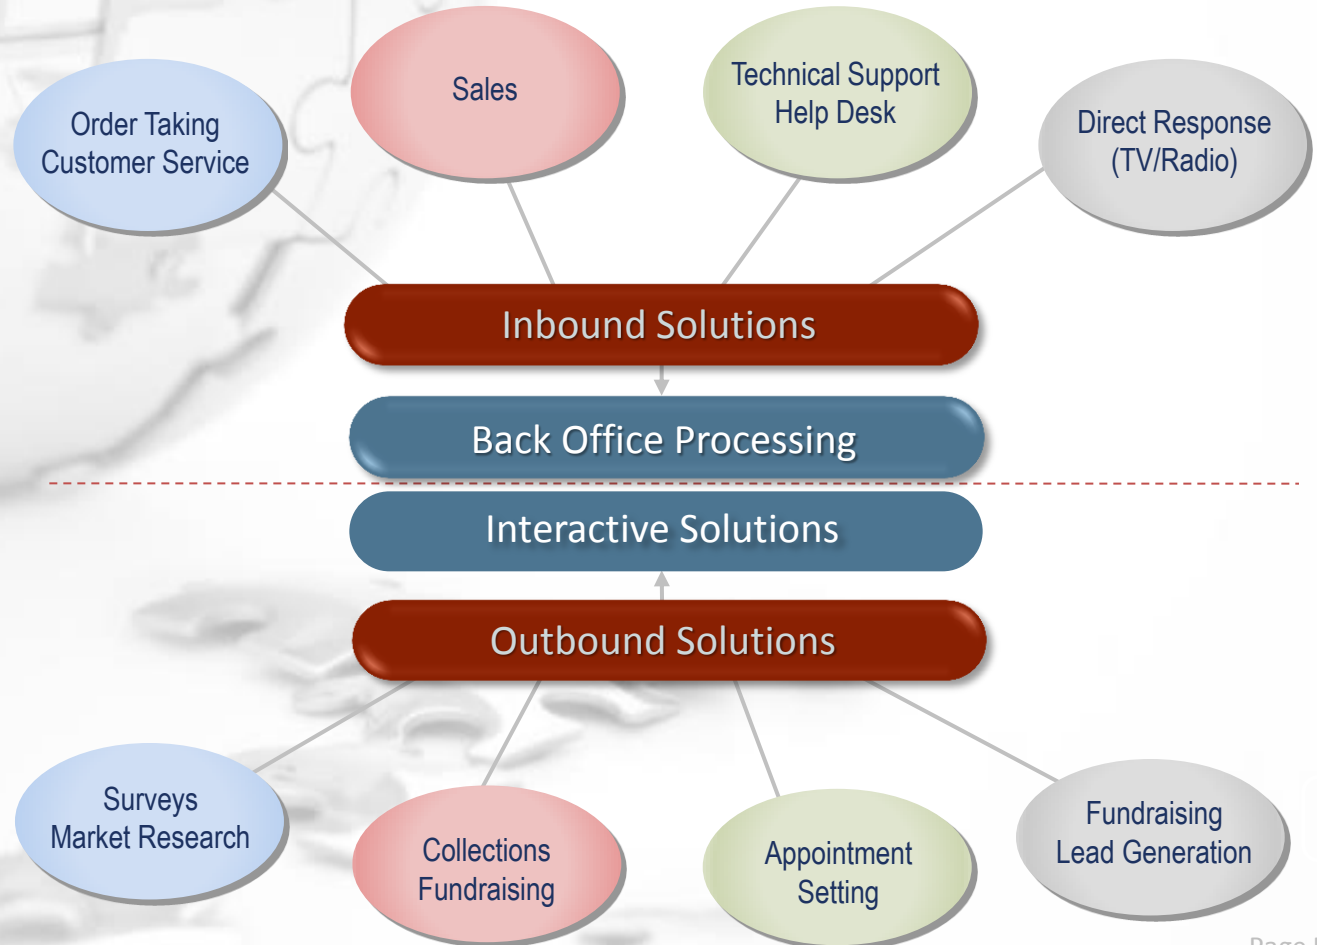 Sales
Technical Support
Help Desk
Order Taking
Customer Service
Direct Response
(TV/Radio)
Inbound Solutions
Back Office Processing
Interactive Solutions
Outbound Solutions
Surveys
Market Research
Collections
Fundraising
Appointment
Setting
Fundraising
Lead Generation
Page